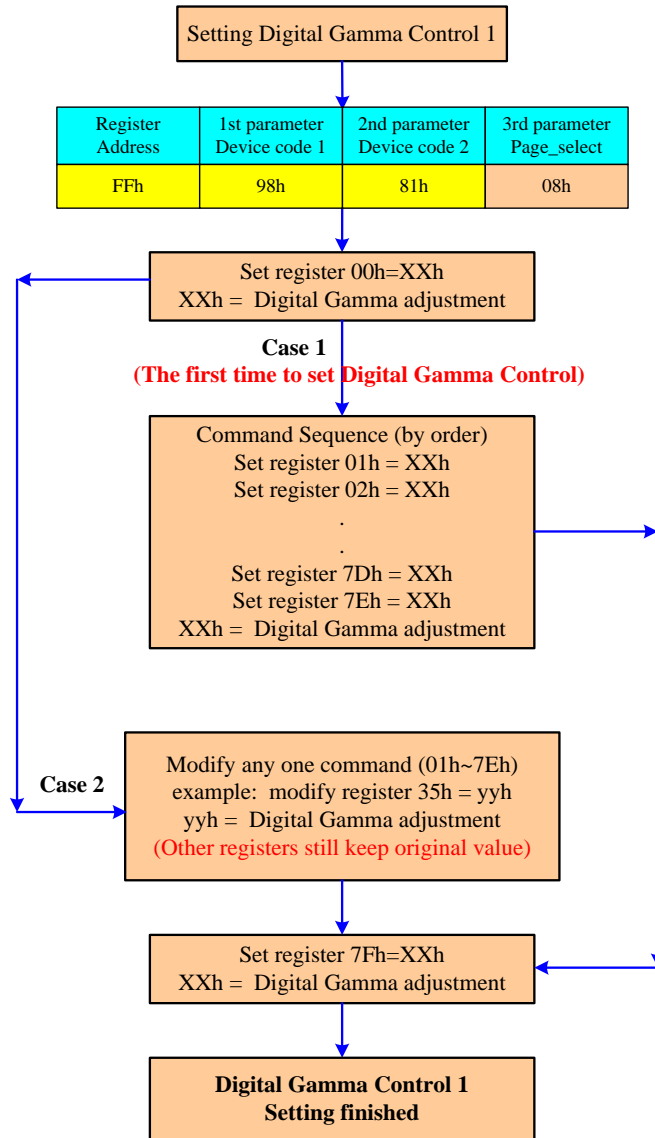 Setting Digital Gamma Control 1
Register
Address
1st parameter
Device code 1
2nd parameter
Device code 2
3rd parameter
Page_select
FFh
98h
81h
08h
Set register 00h=XXh
XXh = Digital Gamma adjustment
Case 1
(The first time to set Digital Gamma Control)
Command Sequence (by order)
Set register 01h = XXh
Set register 02h = XXh
.
.
Set register 7Dh = XXh
Set register 7Eh = XXh
XXh = Digital Gamma adjustment
Case 2
Modify any one command (01h~7Eh)
example: modify register 35h = yyh
yyh = Digital Gamma adjustment
(Other registers still keep original value)
Set register 7Fh=XXh
XXh = Digital Gamma adjustment
Digital Gamma Control 1
Setting finished